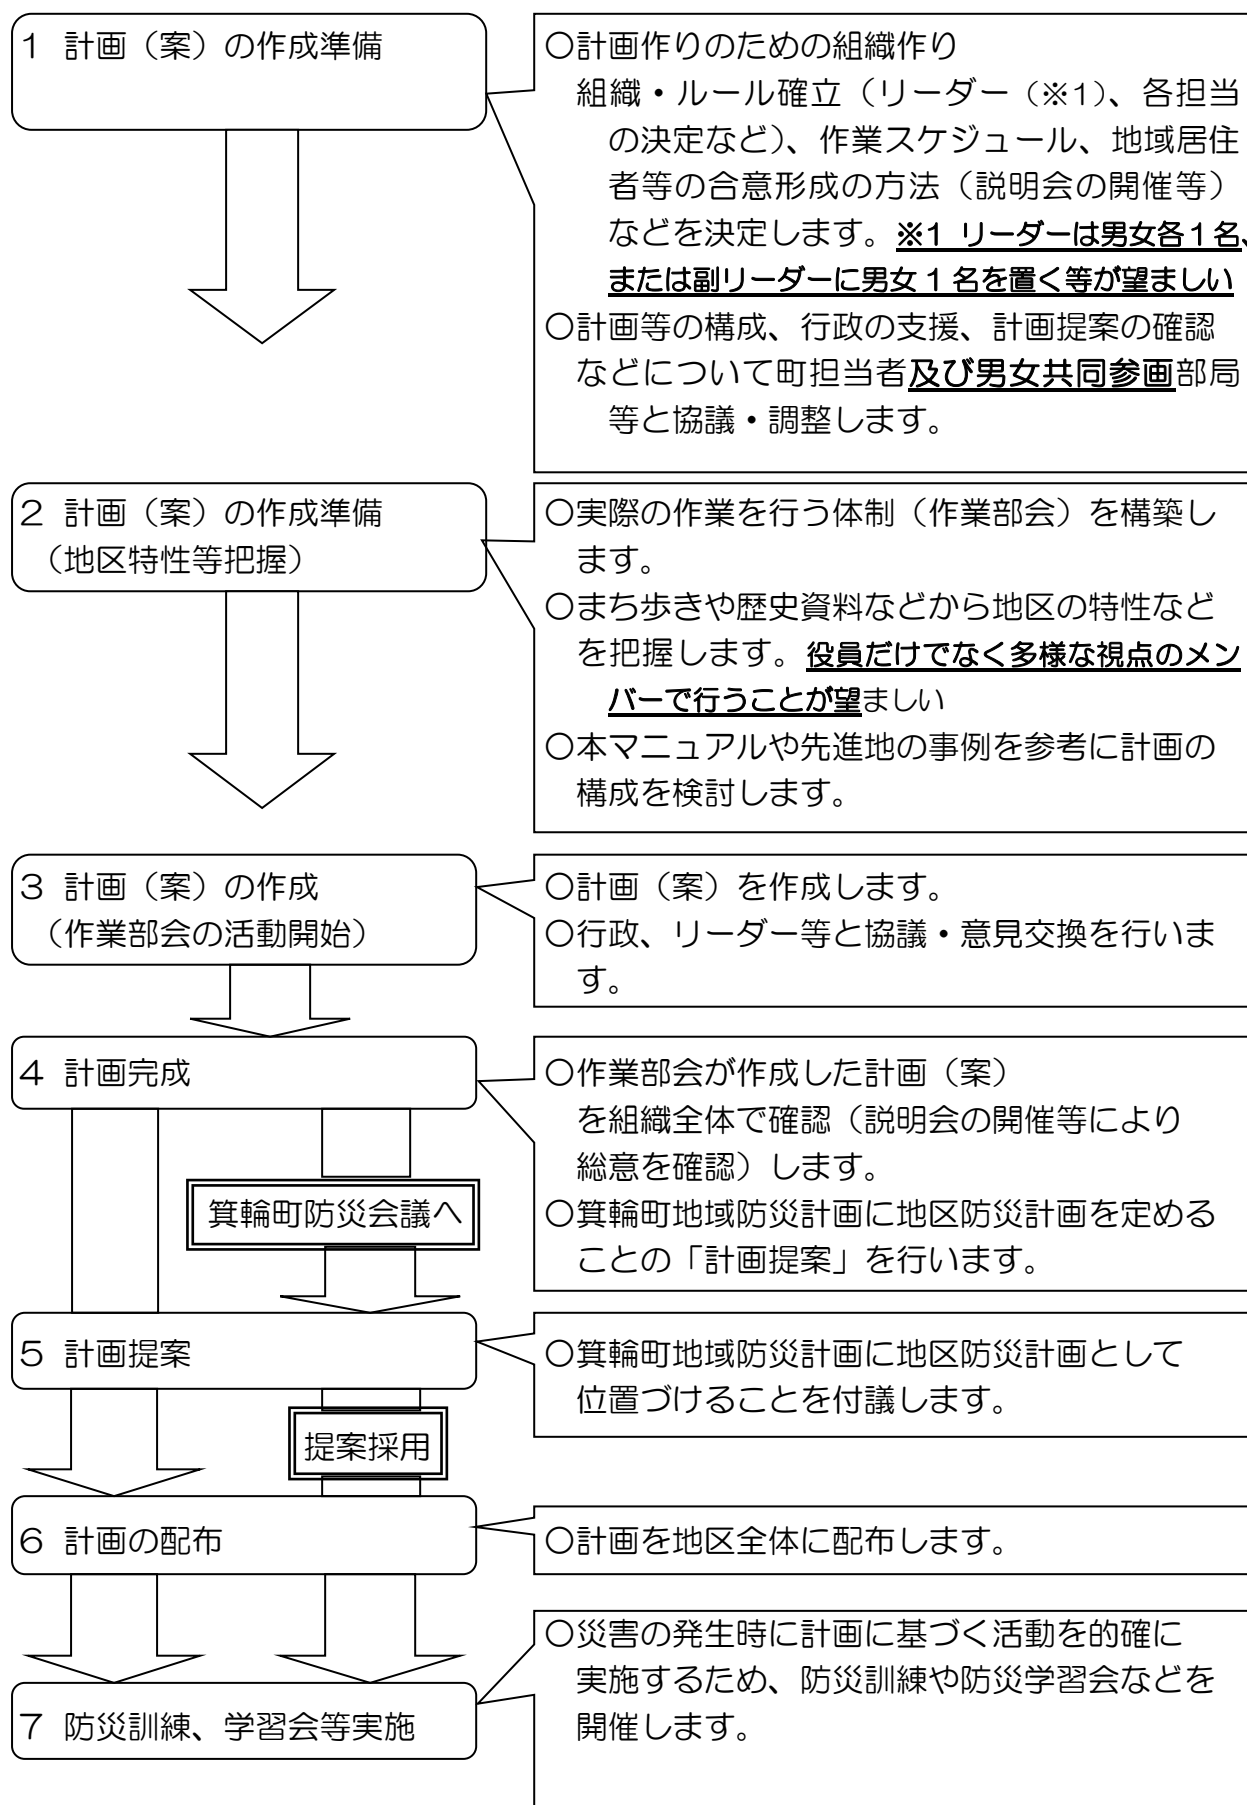 1 計画（案）の作成準備
○計画作りのための組織作り
組織・ルール確立（リーダー（※1）、各担当
の決定など）、作業スケジュール、地域居住
者等の合意形成の方法（説明会の開催等）
などを決定します。※1 リーダーは男女各1名、
または副リーダーに男女1名を置く等が望ましい
○計画等の構成、行政の支援、計画提案の確認
などについて町担当者及び男女共同参画部局
等と協議・調整します。
2 計画（案）の作成準備
（地区特性等把握）
○実際の作業を行う体制（作業部会）を構築し
ます。
○まち歩きや歴史資料などから地区の特性など
を把握します。役員だけでなく多様な視点のメン
バーで行うことが望ましい
○本マニュアルや先進地の事例を参考に計画の
構成を検討します。
3 計画（案）の作成
（作業部会の活動開始）
○計画（案）を作成します。
○行政、リーダー等と協議・意見交換を行いま
す。
4 計画完成
○作業部会が作成した計画（案）
を組織全体で確認（説明会の開催等により
総意を確認）します。
○箕輪町地域防災計画に地区防災計画を定める
ことの「計画提案」を行います。
箕輪町防災会議へ
5 計画提案
○箕輪町地域防災計画に地区防災計画として
位置づけることを付議します。
提案採用
6 計画の配布
○計画を地区全体に配布します。
7 防災訓練、学習会等実施
○災害の発生時に計画に基づく活動を的確に
実施するため、防災訓練や防災学習会などを
開催します。